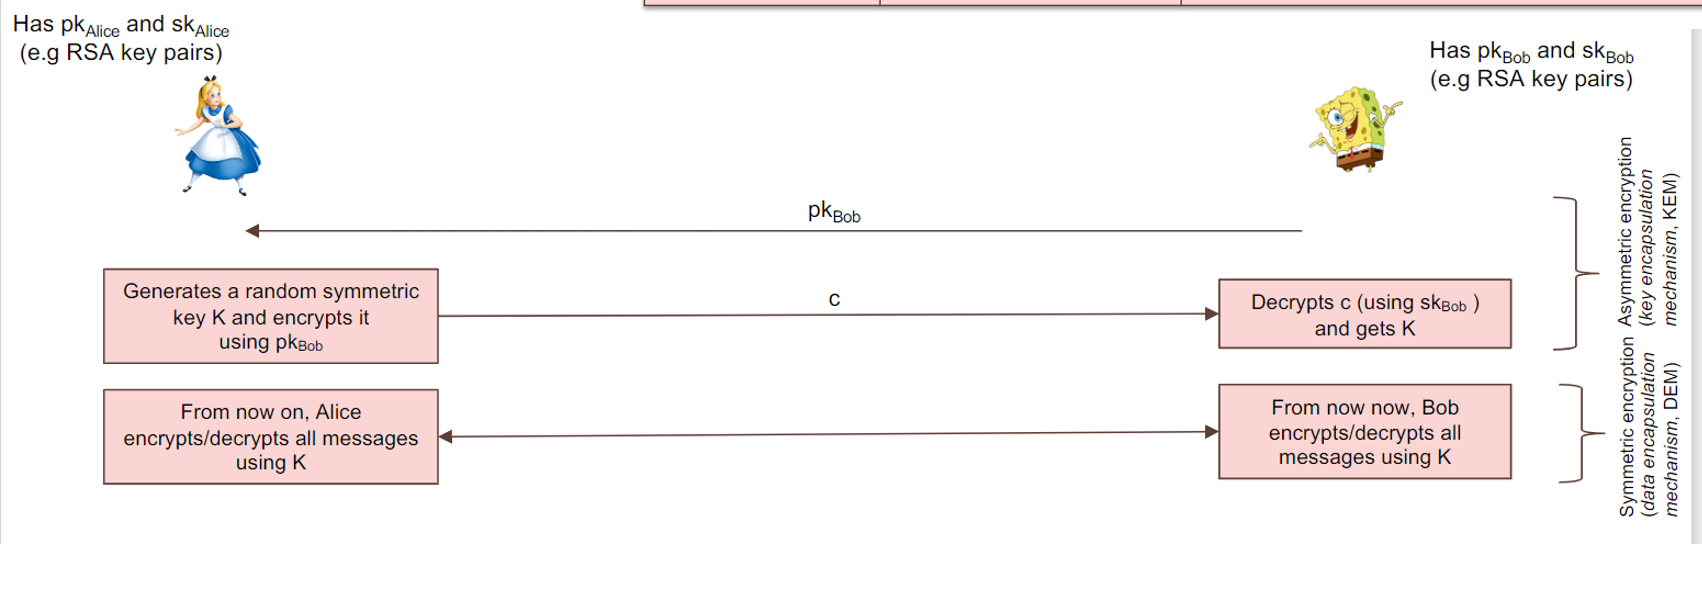 Has pkAlice and skAlice
(e.g RSA key pairs)
Has pkBob and skBob
(e.g RSA key pairs)
pkBob
Generates a random symmetric
key K and encrypts it
using pkBob
c
Decrypts c (using skBob )
and gets K
From now on, Alice
encrypts/decrypts all messages
using K
From now now, Bob
encrypts/decrypts all
messages using K
Asymmetric encryption
(key encapsulation
mechanism, KEM)
Symmetric encryption
(data encapsulation
mechanism, DEM)